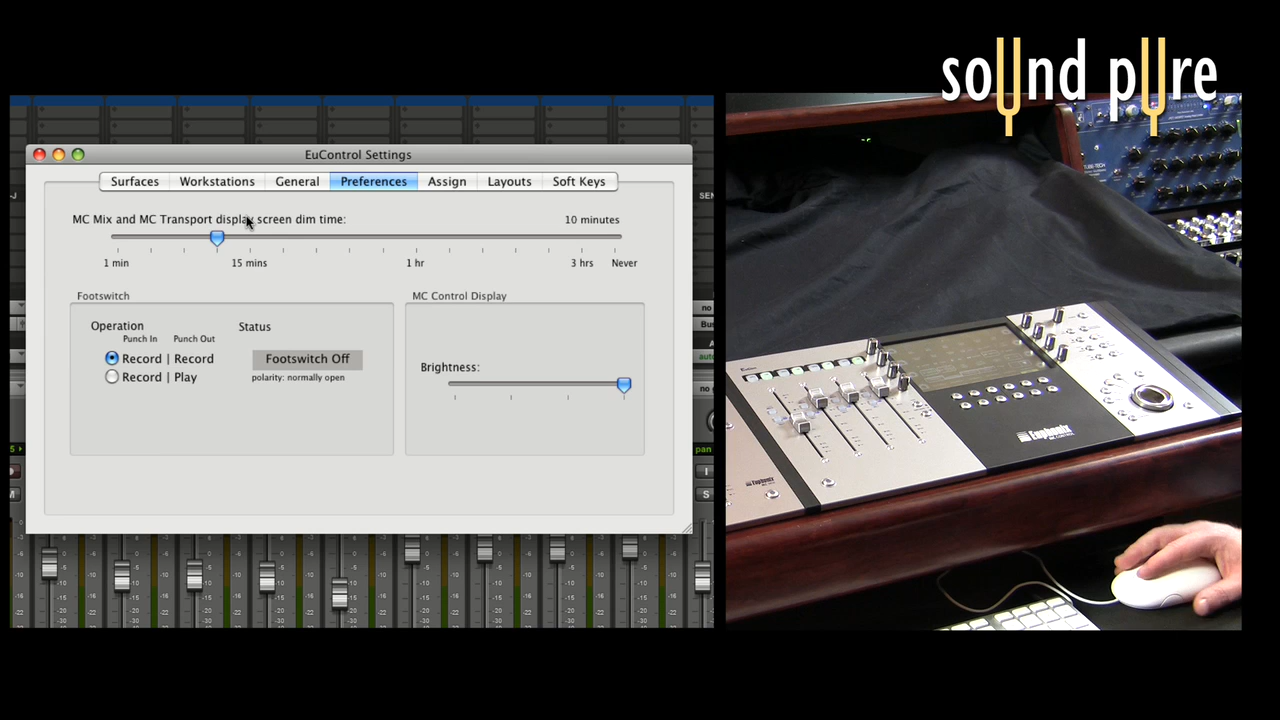 sound pure
EuControl Settings
Surfaces Workstations General Preferences Assign Layouts Soft Keys
MC Mix and MC Transport display screen dim time: 10 minutes
1 min 15 mins 1 hr 3 hrs Never
Footswitch MC Control Display
Operation Status
Punch In Punch Out
Record | Record Footswitch Off
Record | Play polarity: normally open
Brightness:
Euphonix